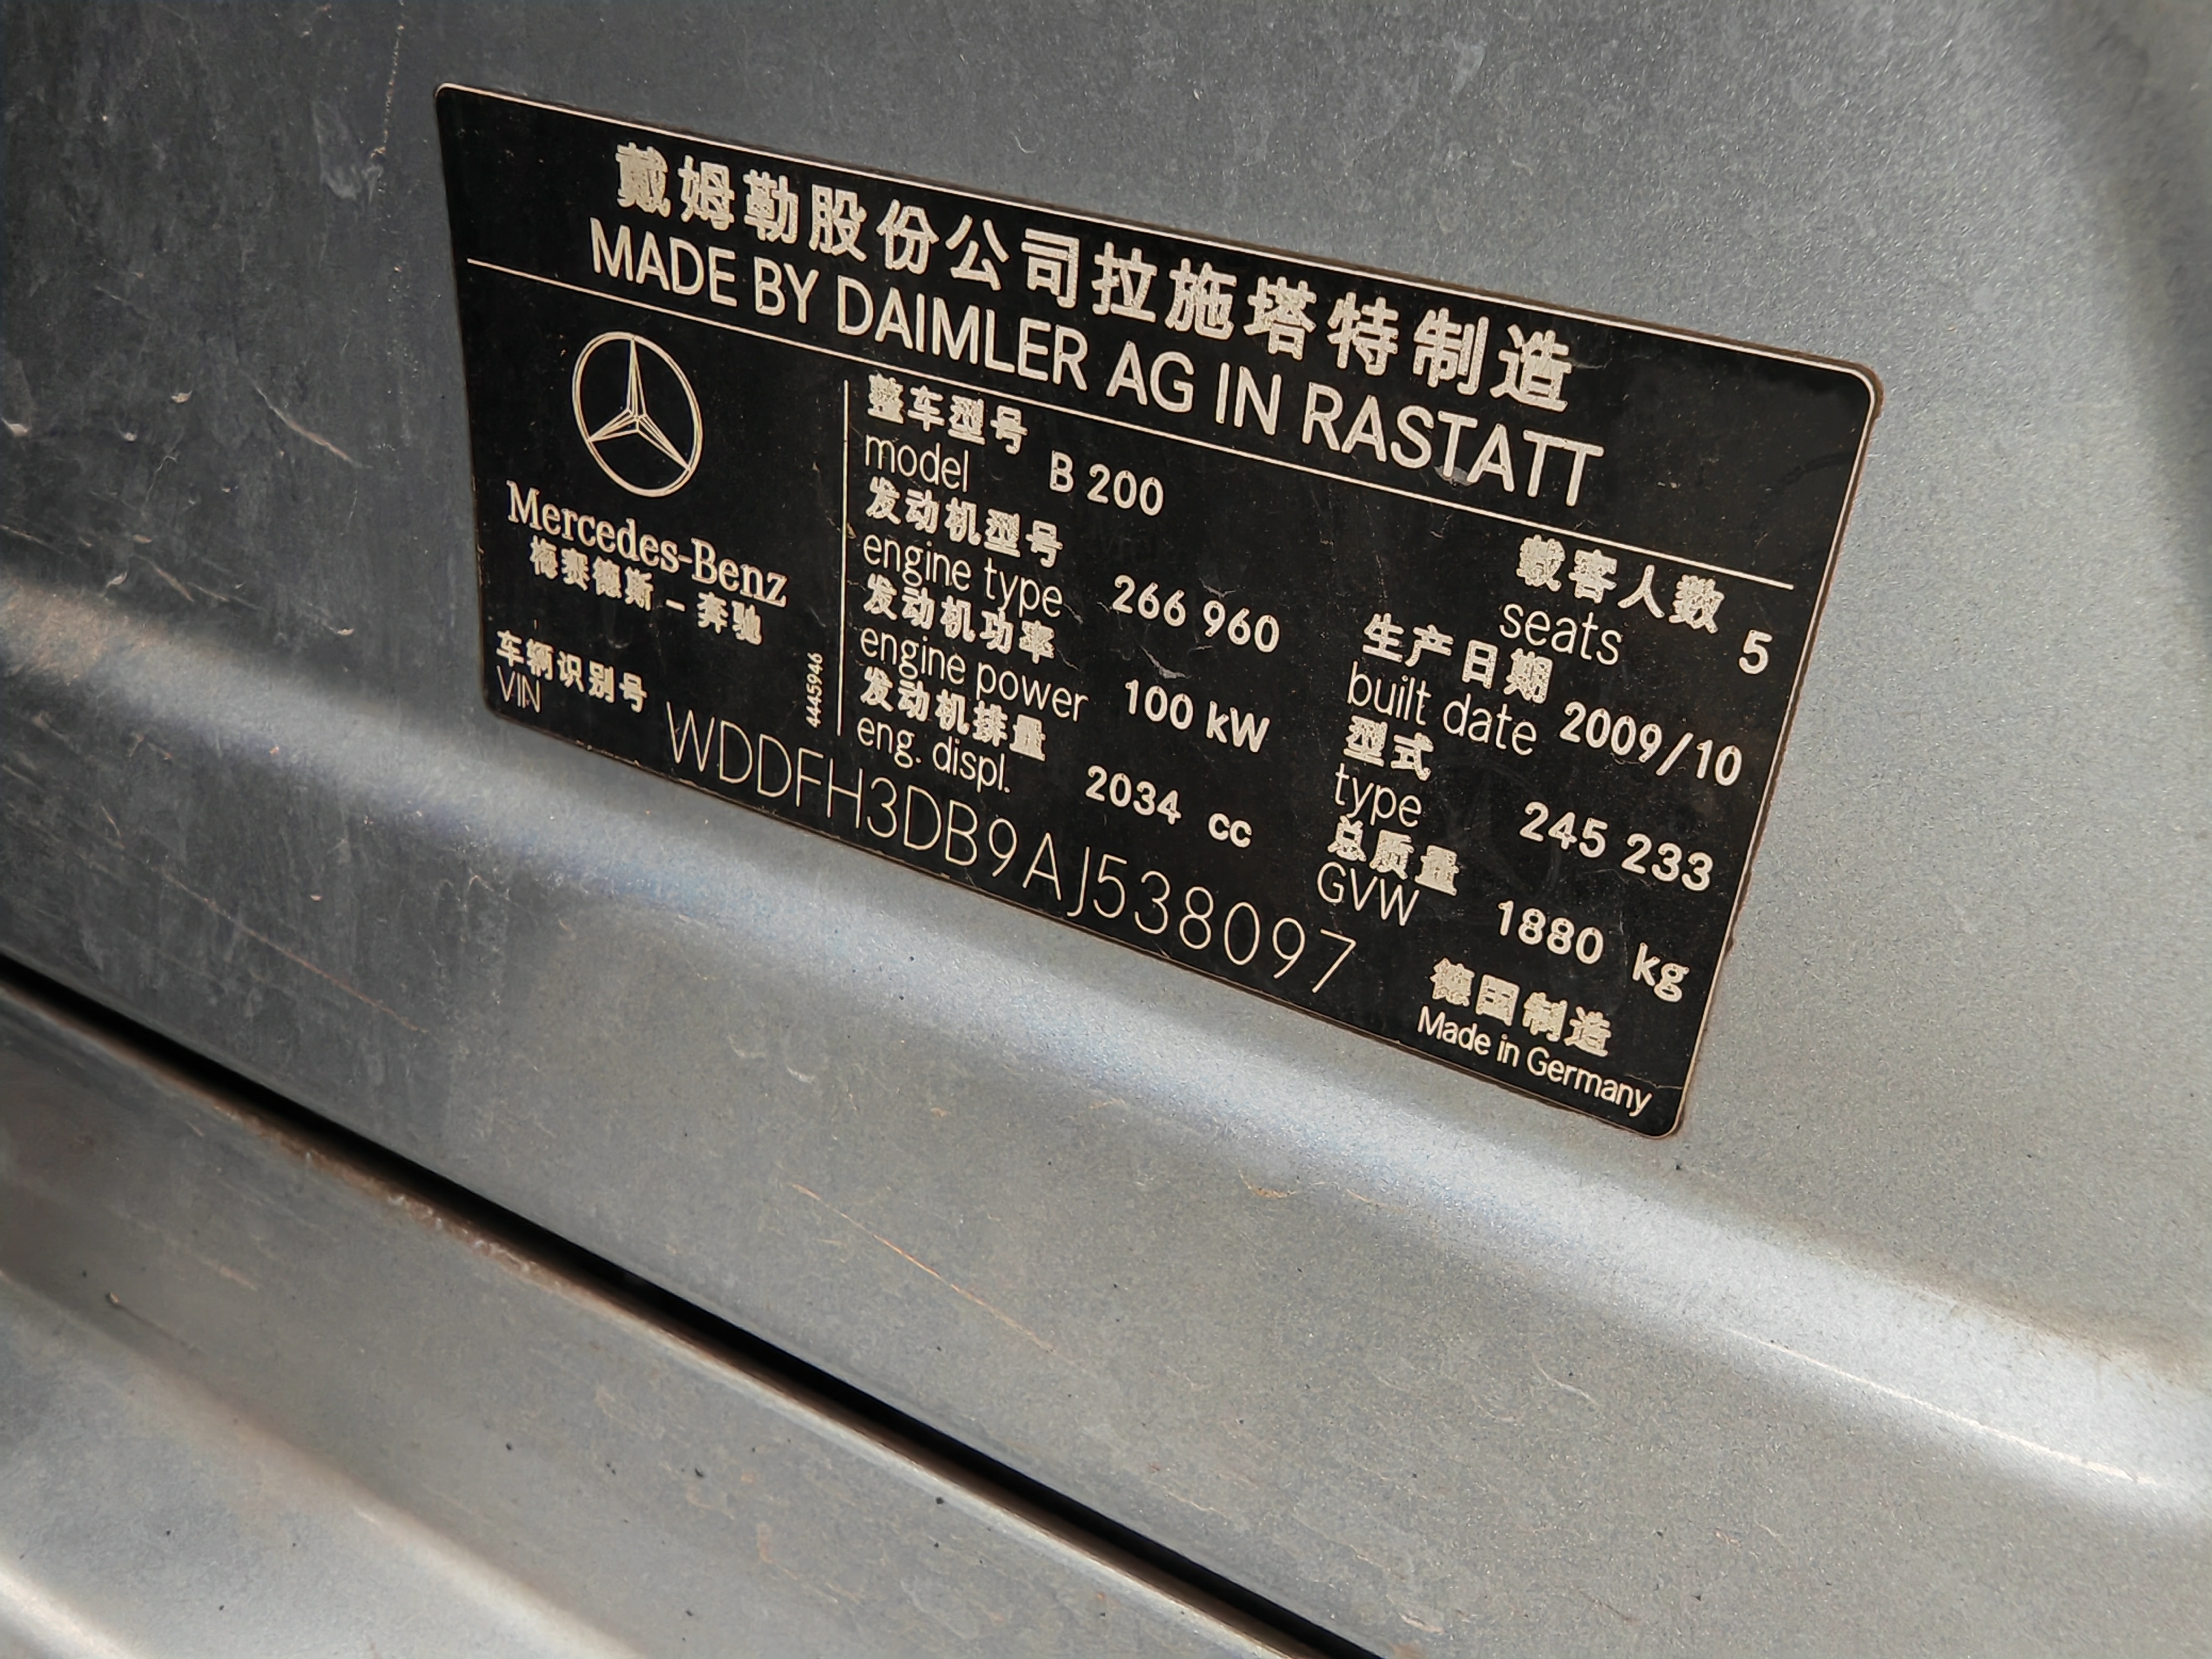 戴姆勒股份公司拉施塔特制造
MADE BY DAIMLER AG IN RASTATT
Mercedes-Benz
梅赛德斯-奔驰
车辆识别号
VIN
WDDFH3DB9AJ538097
4445946
整车型号
model B 200
发动机型号
engine type 266 960
发动机功率
engine power 100 kW
发动机排量
eng. displ. 2034 cc
载客人数
seats 5
生产日期
built date 2009/10
型式
type 245 233
总质量
GVW 1880 kg
德国制造
Made in Germany